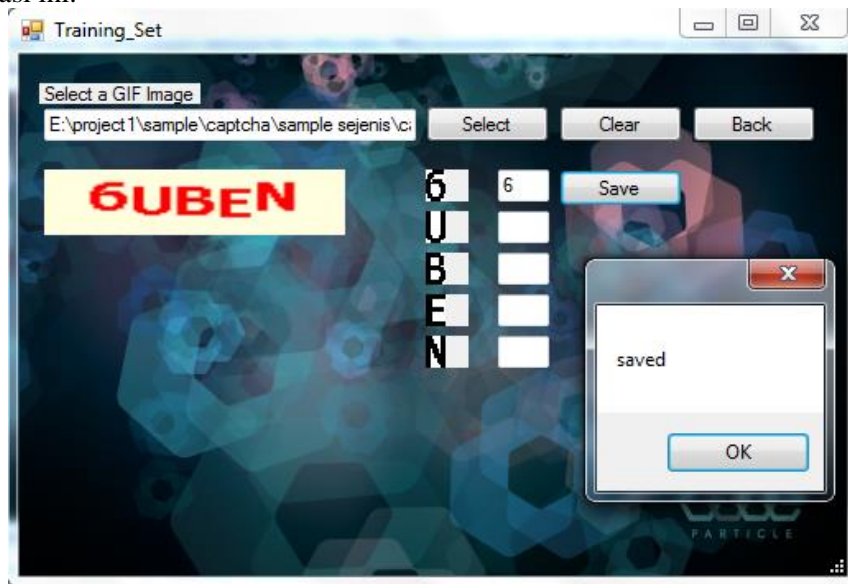 Training_Set
Select a GIF Image
E:\project1\sample\captcha\sample sejenis\c
Select
Clear
Back
6UBEN
6 6 Save
U
B
E
N
saved
OK
PARTICLE